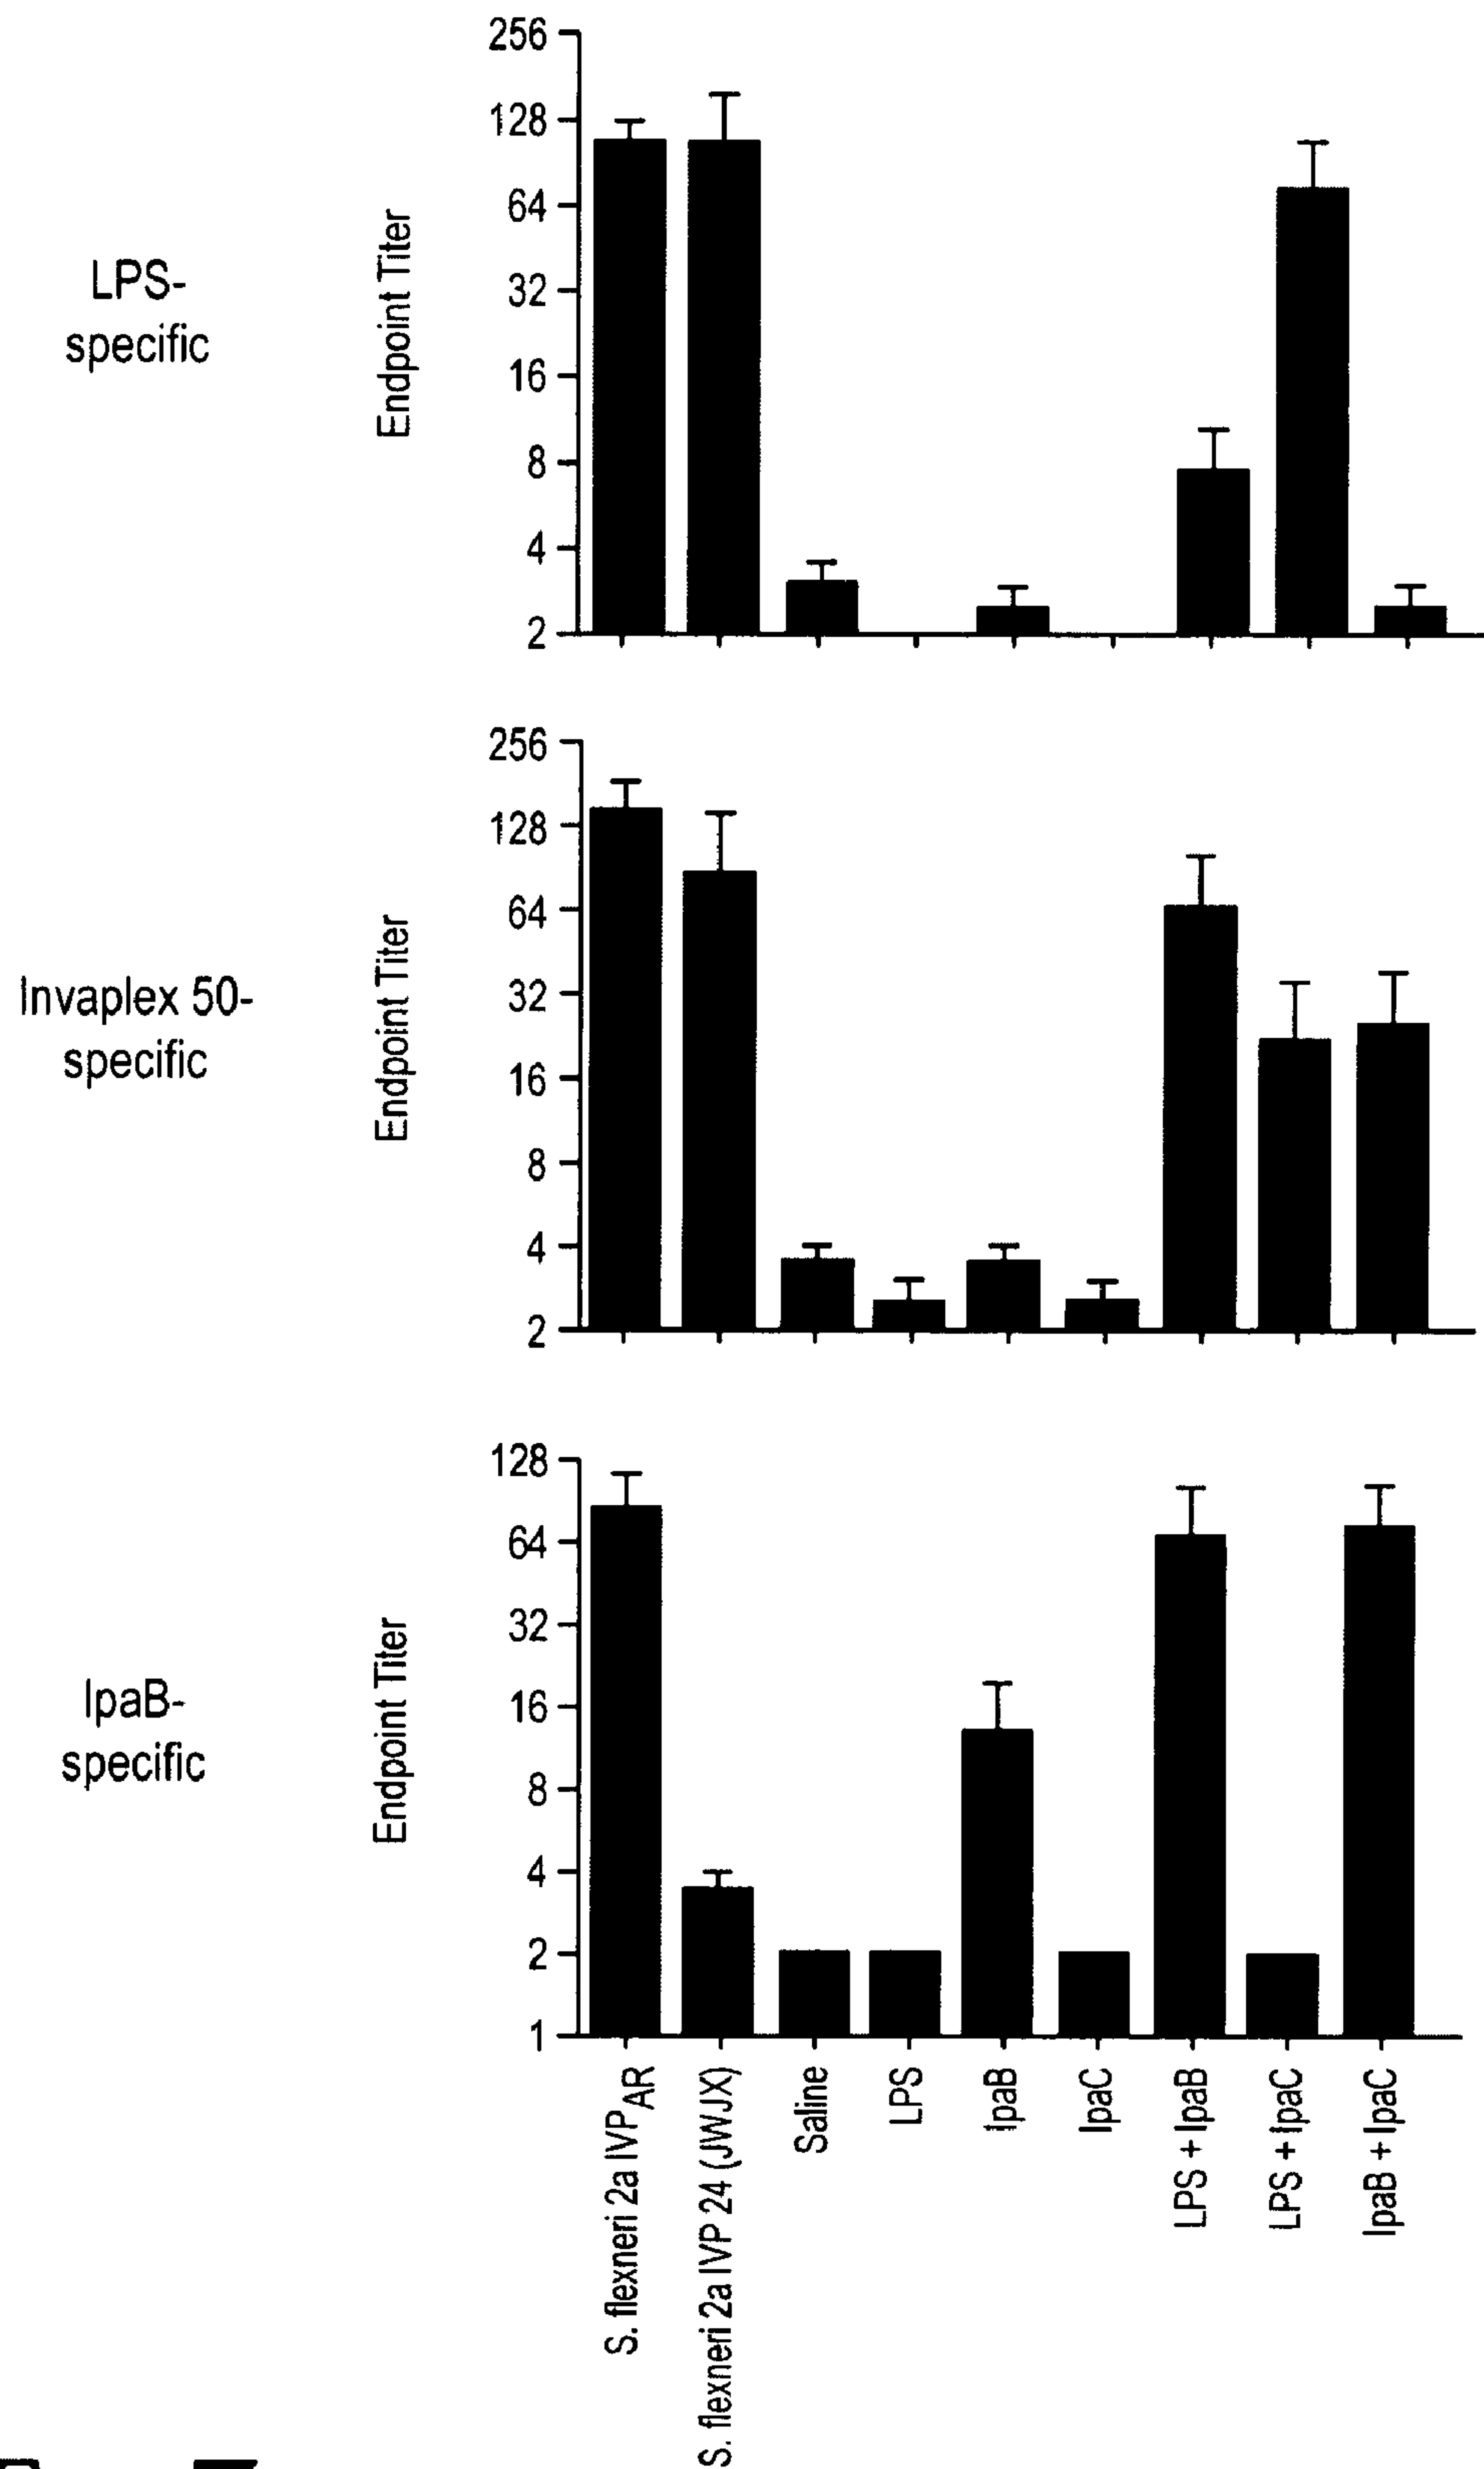 LPS-
specific
Endpoint Titer
256
128
64
32
16
8
4
2
Invaplex 50-
specific
Endpoint Titer
256
128
64
32
16
8
4
2
IpaB-
specific
Endpoint Titer
128
64
32
16
8
4
2
1
S. flexneri 2a IVPAR
S. flexneri 2a IVP 24 (JWJX)
Saline
LPS
IpaB
IpaC
LPS + IpaB
LPS + IpaC
IpaB + IpaC